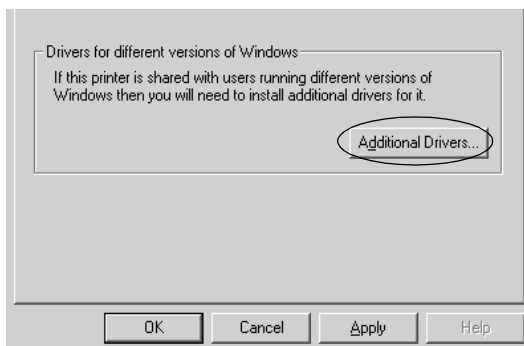 Drivers for different versions of Windows
If this printer is shared with users running different versions of
Windows then you will need to install additional drivers for it.
Additional Drivers...
OK Cancel Apply Help